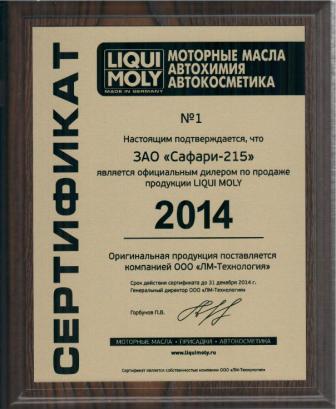 СЕРТИФИКАТ
LIQUI
MOLY
MADE IN GERMANY
МОТОРНЫЕ МАСЛА
АВТОХИМИЯ
АВТОКОСМЕТИКА
№1
Настоящим подтверждается, что
ЗАО «Сафари-215»
является официальным дилером по продаже
продукции LIQUI MOLY
2014
Оригинальная продукция поставляется
компанией ООО «ЛМ-Технология»
Срок действия сертификата до 31 декабря 2014 г.
Генеральный директор ООО «ЛМ-Технология»
Горбунов П.В.
МОТОРНЫЕ МАСЛА • ПРИСАДКИ • АВТОКОСМЕТИКА
www.liquimoly.ru
Сертификат является собственностью компании ООО «ЛМ-Технология»